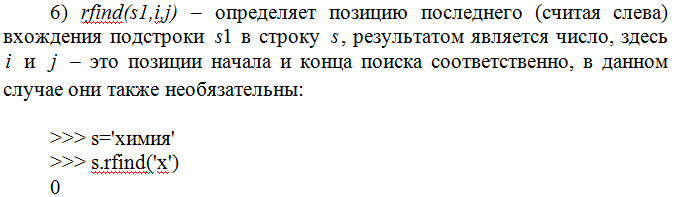 6) rfind(s1,i,j) – определяет позицию последнего (считая слева)
вхождения подстроки s1 в строку s, результатом является число, здесь
i и j – это позиции начала и конца поиска соответственно, в данном
случае они также необязательны:
>>> s='химия'
>>> s.rfind('х')
0